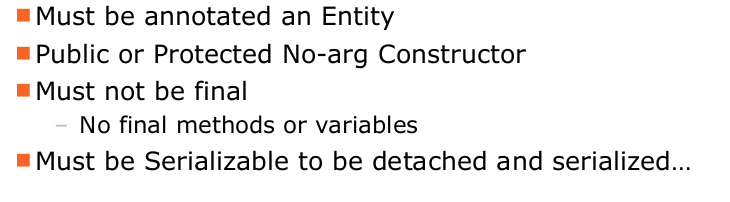 Must be annotated an Entity
Public or Protected No-arg Constructor
Must not be final
– No final methods or variables
Must be Serializable to be detached and serialized…